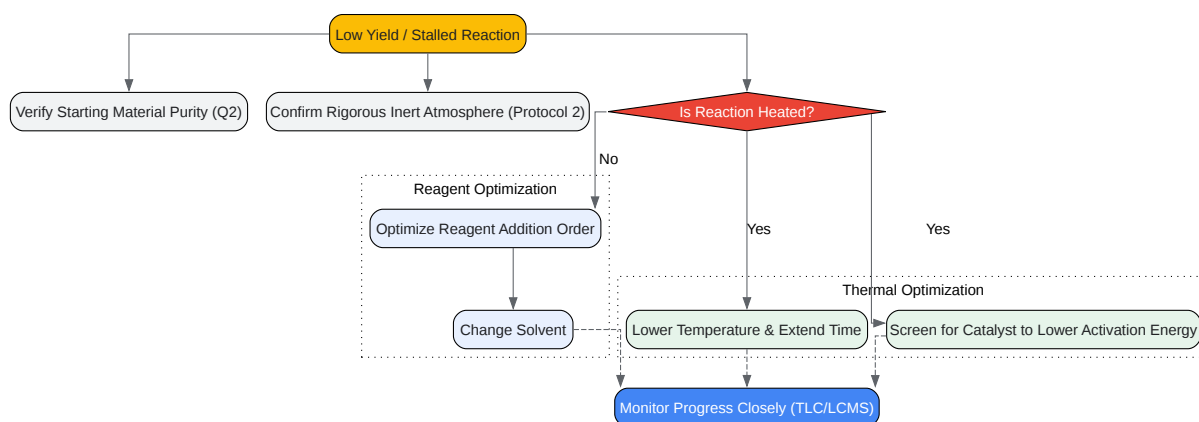 Low Yield / Stalled Reaction
Verify Starting Material Purity (Q2)
Confirm Rigorous Inert Atmosphere (Protocol 2)
Is Reaction Heated?
No
Reagent Optimization
Optimize Reagent Addition Order
Yes
Yes
Thermal Optimization
Change Solvent
Lower Temperature & Extend Time
Screen for Catalyst to Lower Activation Energy
Monitor Progress Closely (TLC/LCMS)